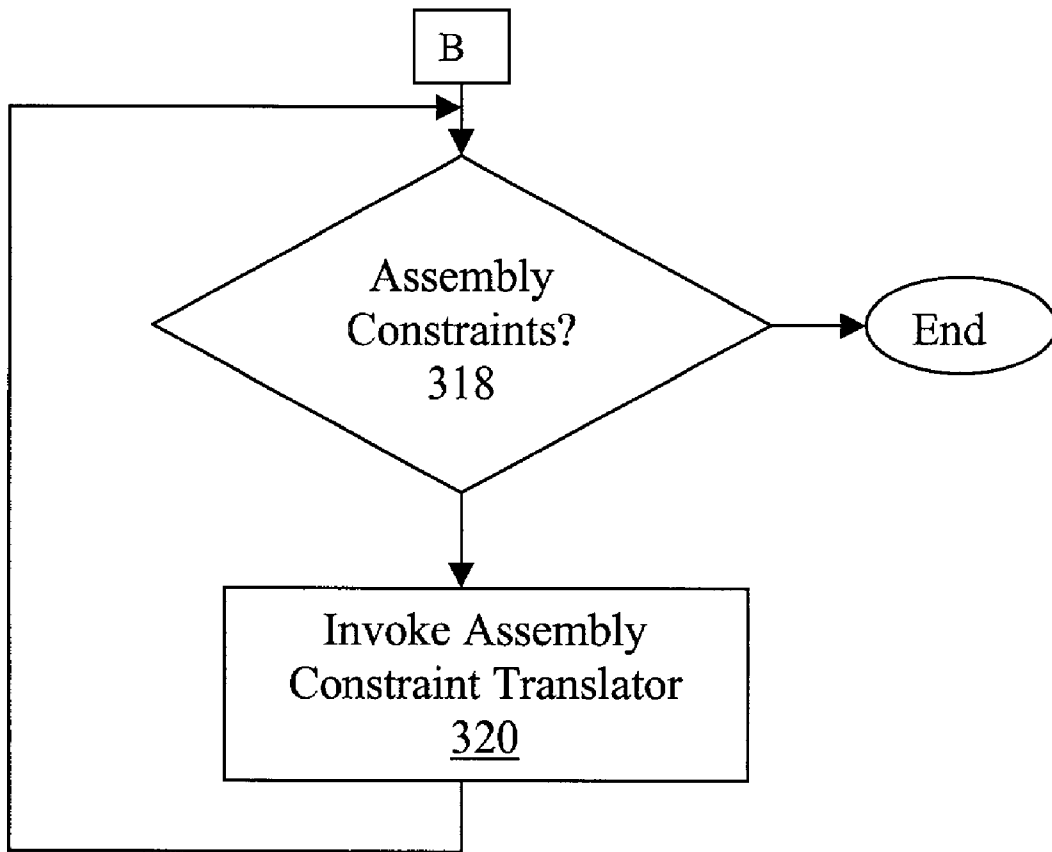 B
Assembly
Constraints?
318
End
Invoke Assembly
Constraint Translator
320